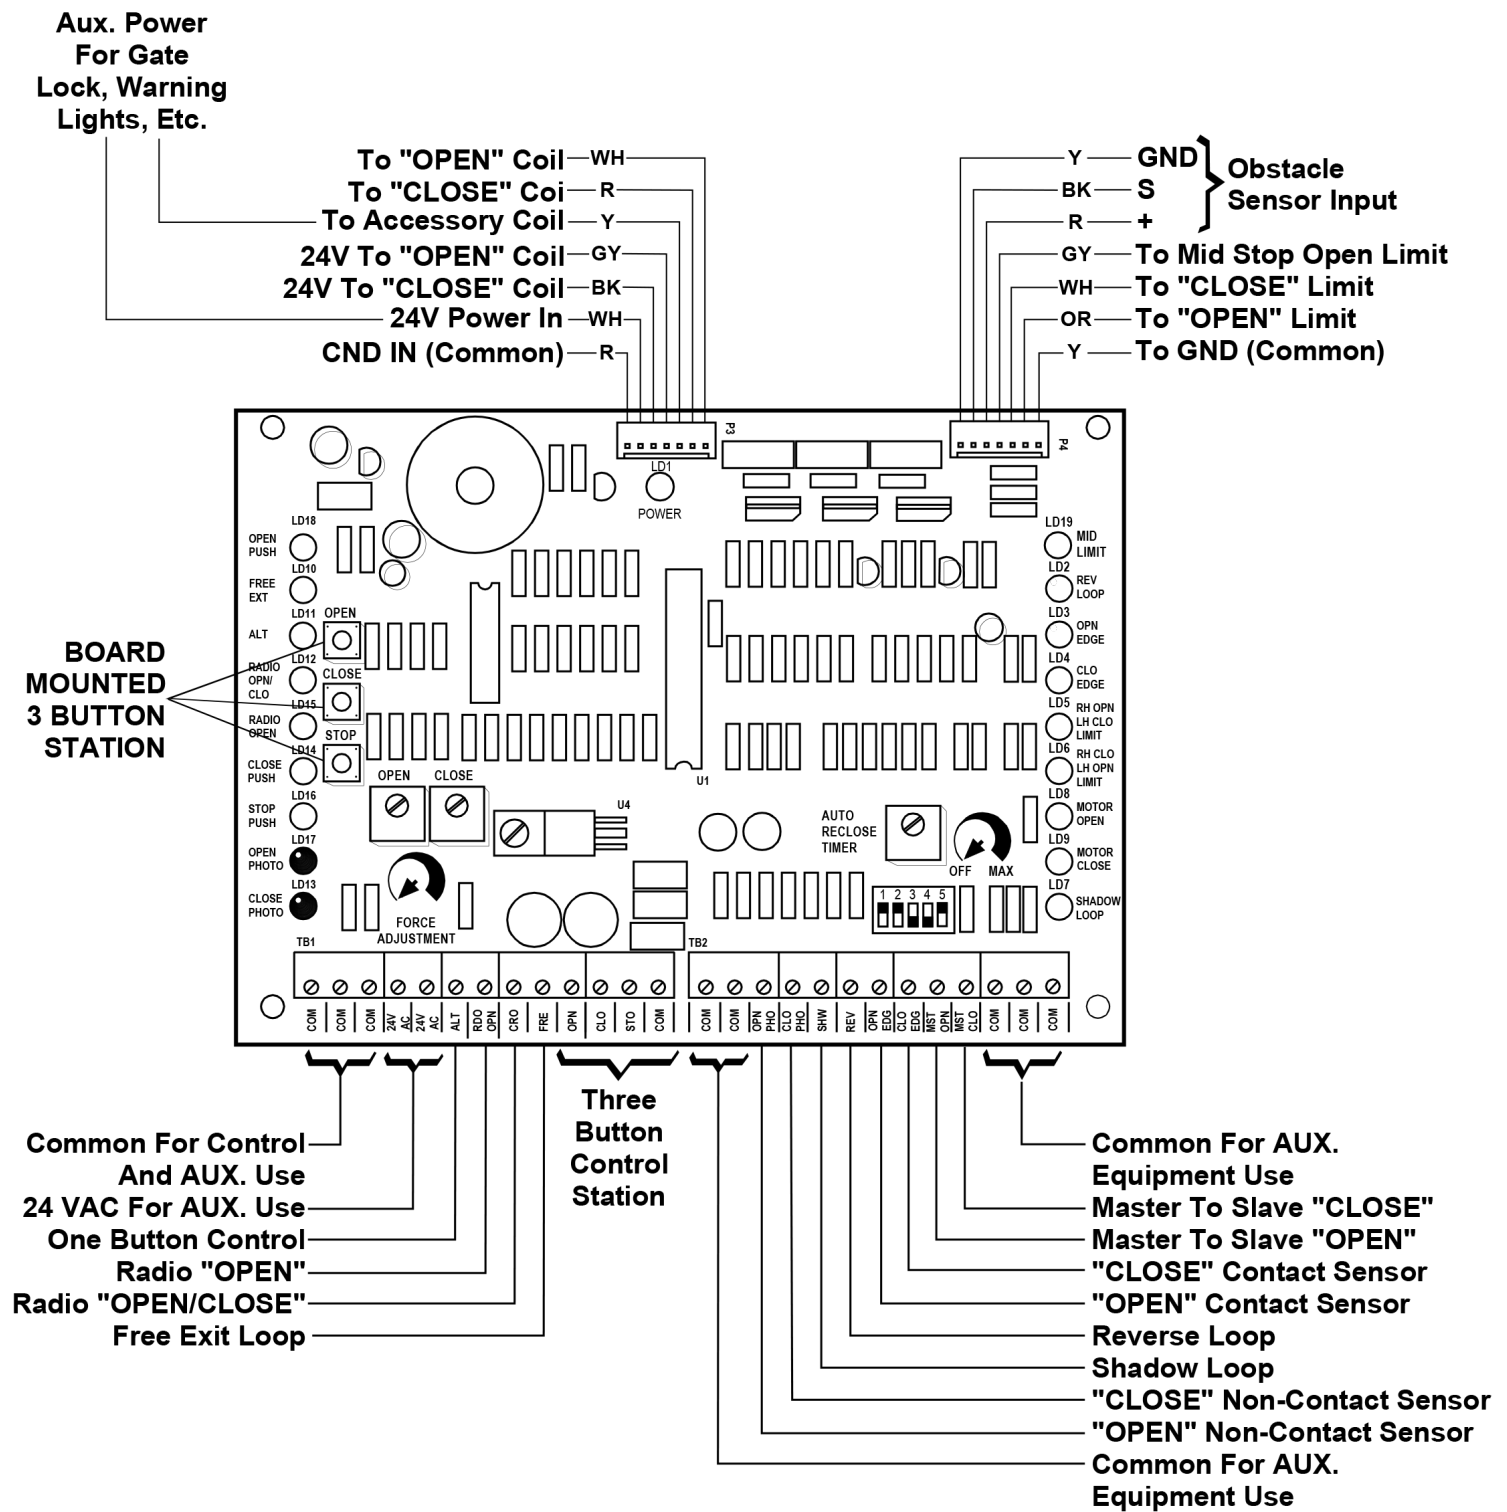 Aux. Power
For Gate
Lock, Warning
Lights, Etc.
To "OPEN" Coil WH
To "CLOSE" Coi R
To Accessory Coil Y
24V To "OPEN" Coil GY
24V To "CLOSE" Coil BK
24V Power In WH
CND IN (Common) R
Y GND
BK S
R +
Obstacle
Sensor Input
GY To Mid Stop Open Limit
WH To "CLOSE" Limit
OR To "OPEN" Limit
Y To GND (Common)
P3
P4
LD1
POWER
LD18
OPEN
PUSH
LD10
FREE
EXT
LD11
ALT
LD12
RADIO
OPN/
CLO
LD15
RADIO
OPEN
LD14
CLOSE
PUSH
LD16
STOP
PUSH
LD17
OPEN
PHOTO
LD13
CLOSE
PHOTO
OPEN
CLOSE
STOP
BOARD
MOUNTED
3 BUTTON
STATION
OPEN CLOSE
FORCE
ADJUSTMENT
U4
U1
AUTO
RECLOSE
TIMER
OFF MAX
1 2 3 4 5
LD19
MID
LIMIT
LD2
REV
LOOP
LD3
OPN
EDGE
LD4
CLO
EDGE
LD5
RH OPN
LH CLO
LIMIT
LD6
RH CLO
LH OPN
LIMIT
LD8
MOTOR
OPEN
LD9
MOTOR
CLOSE
LD7
SHADOW
LOOP
TB1
COM
COM
COM
24V
AC
24V
AC
ALT
RDO
OPN
CRO
FRE
OPN
CLO
STO
COM
TB2
COM
COM
OPN
PHO
CLO
PHO
SHW
REV
OPN
EDG
CLO
EDG
MST
OPN
MST
CLO
COM
COM
COM
Three
Button
Control
Station
Common For Control
And AUX. Use
24 VAC For AUX. Use
One Button Control
Radio "OPEN"
Radio "OPEN/CLOSE"
Free Exit Loop
Common For AUX.
Equipment Use
Master To Slave "CLOSE"
Master To Slave "OPEN"
"CLOSE" Contact Sensor
"OPEN" Contact Sensor
Reverse Loop
Shadow Loop
"CLOSE" Non-Contact Sensor
"OPEN" Non-Contact Sensor
Common For AUX.
Equipment Use